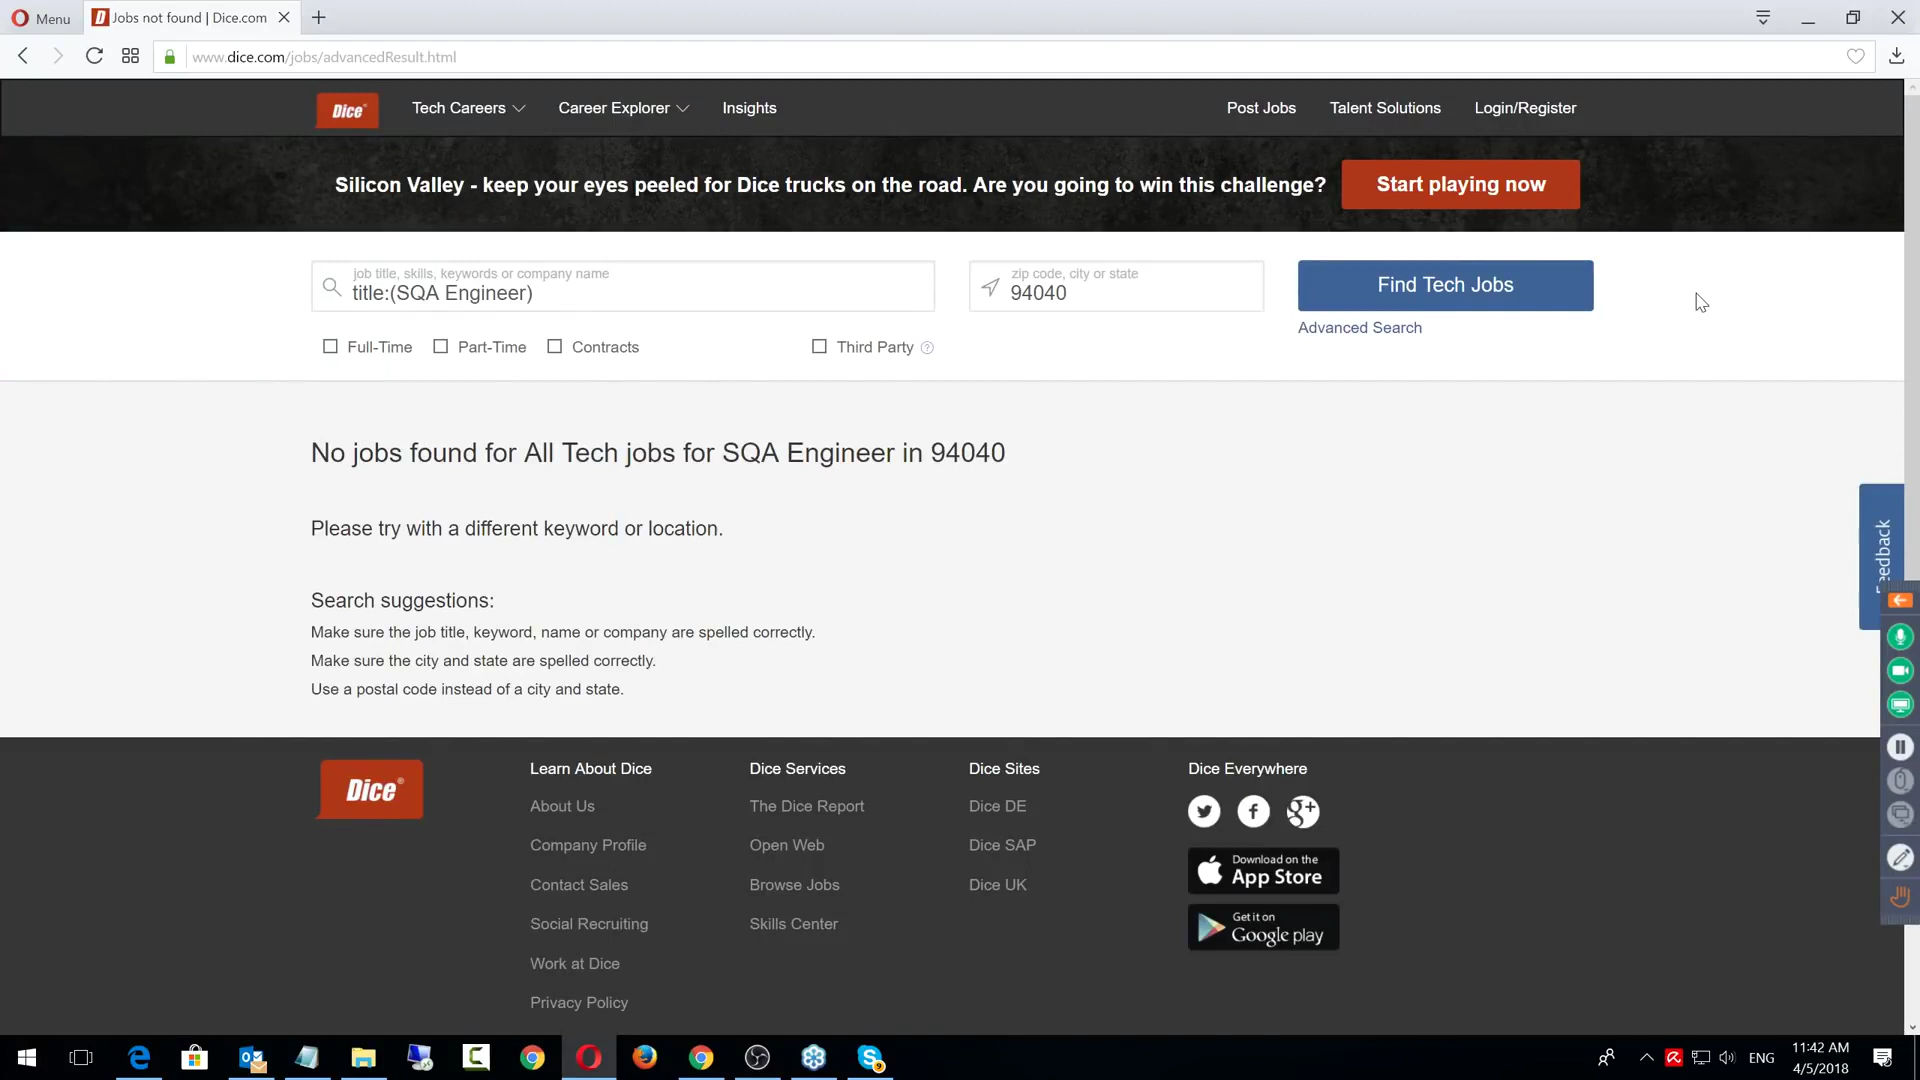 Menu
Jobs not found | Dice.com
www.dice.com/jobs/advancedResult.html
Dice
Tech Careers
Career Explorer
Insights
Post Jobs
Talent Solutions
Login/Register
Silicon Valley - keep your eyes peeled for Dice trucks on the road. Are you going to win this challenge?
Start playing now
job title, skills, keywords or company name
title:(SQA Engineer)
zip code, city or state
94040
Find Tech Jobs
Advanced Search
Full-Time
Part-Time
Contracts
Third Party
No jobs found for All Tech jobs for SQA Engineer in 94040
Please try with a different keyword or location.
Feedback
Search suggestions:
Make sure the job title, keyword, name or company are spelled correctly.
Make sure the city and state are spelled correctly.
Use a postal code instead of a city and state.
Dice
Learn About Dice
About Us
Company Profile
Contact Sales
Social Recruiting
Work at Dice
Privacy Policy
Dice Services
The Dice Report
Open Web
Browse Jobs
Skills Center
Dice Sites
Dice DE
Dice SAP
Dice UK
Dice Everywhere
Download on the
App Store
Get it on
Google play
ENG
11:42 AM
4/5/2018